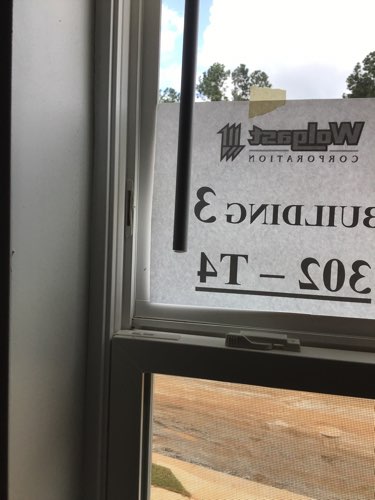 Wolgast
CORPORATION
BUILDING 3
302 – T4